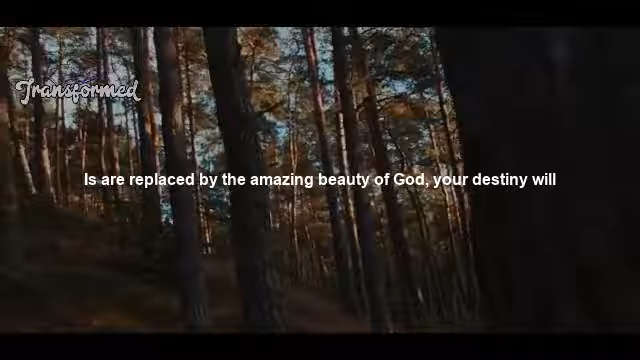 Transformed
Is are replaced by the amazing beauty of God, your destiny will